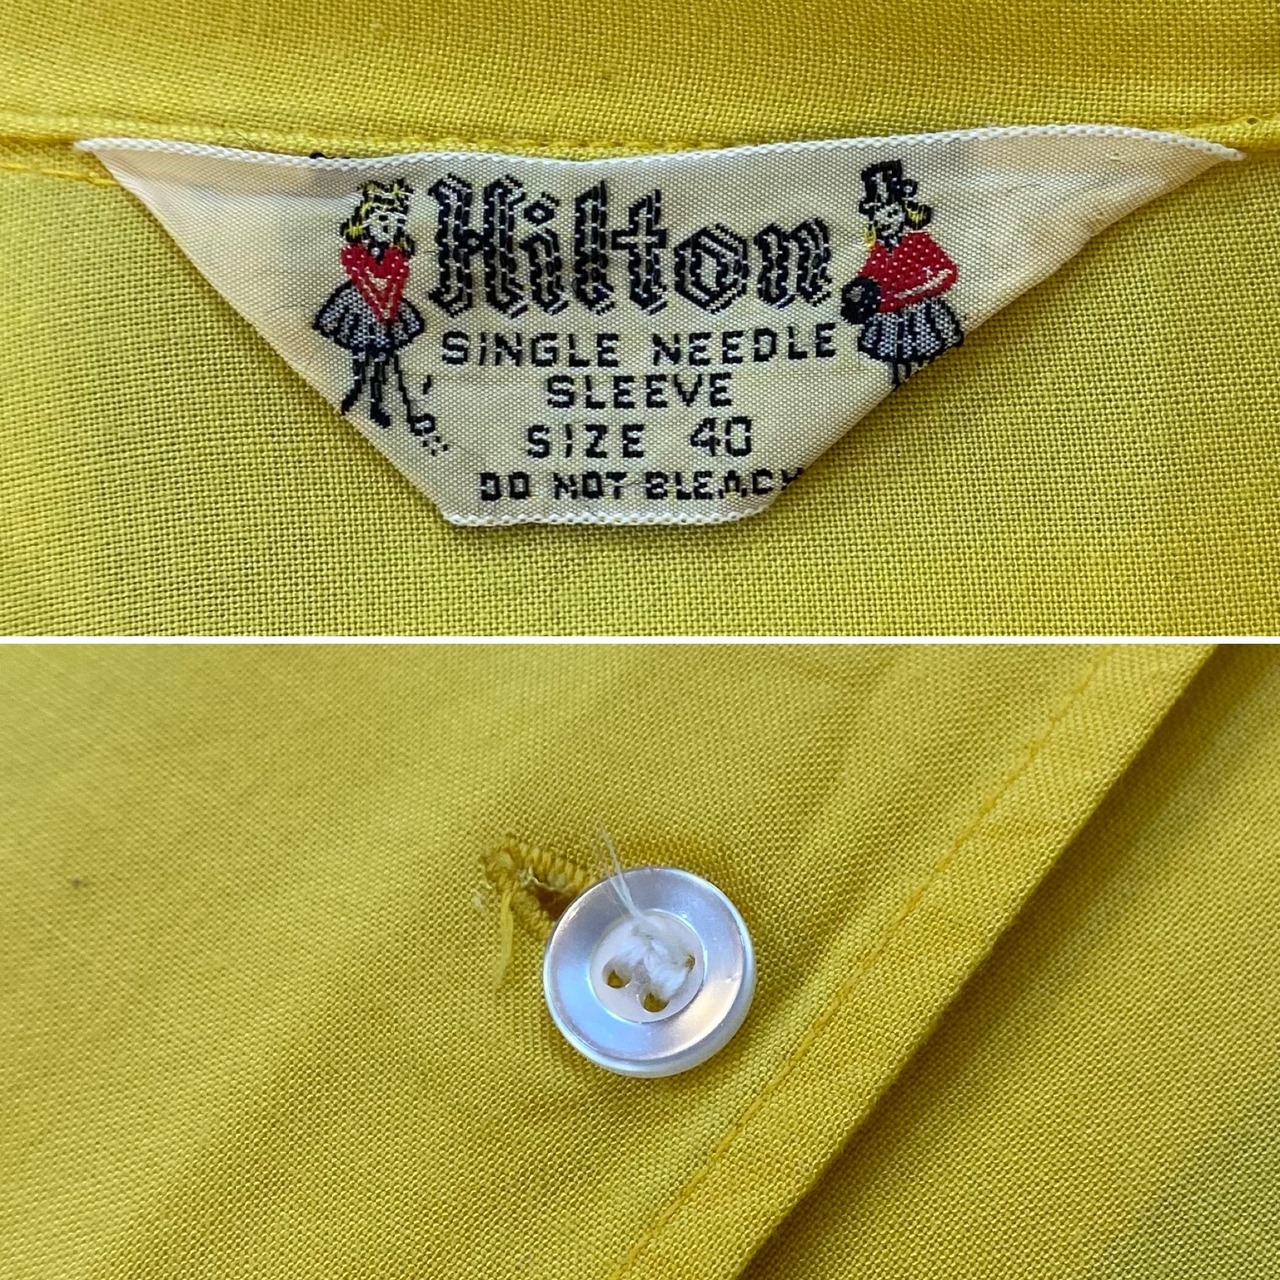 Hilton
SINGLE NEEDLE
SLEEVE
SIZE 40
DO NOT BLEACH